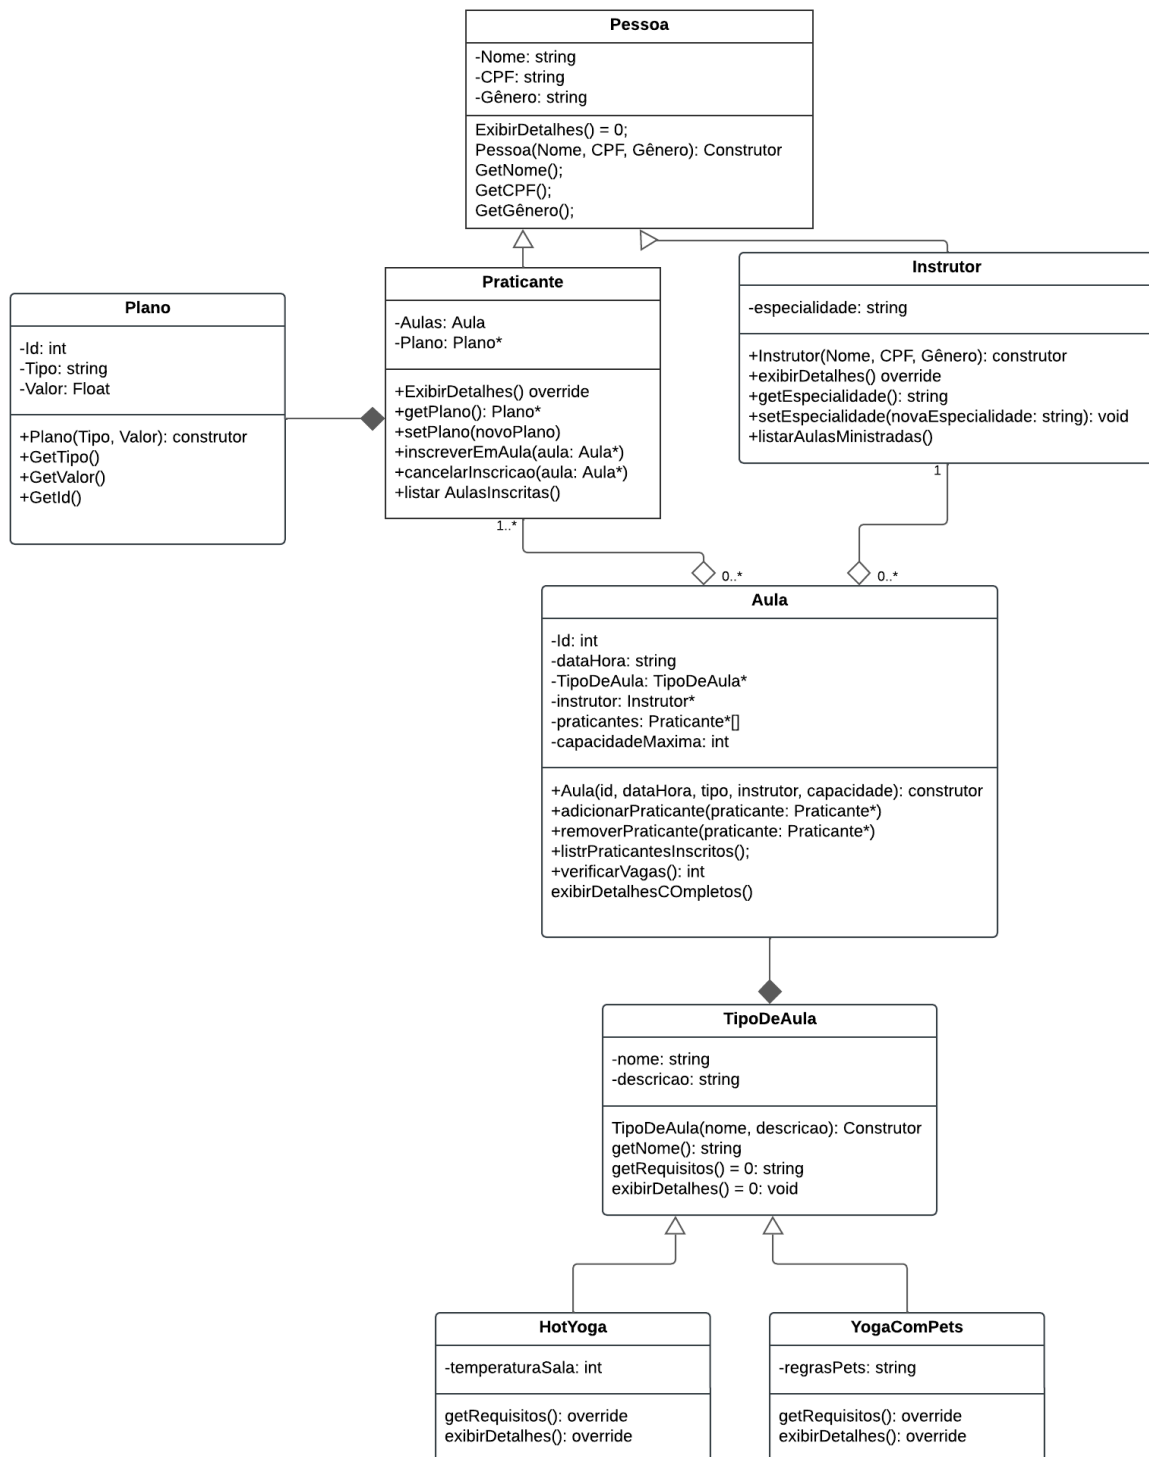 Pessoa
-Nome: string
-CPF: string
-Gênero: string
ExibirDetalhes() = 0;
Pessoa(Nome, CPF, Gênero): Construtor
GetNome();
GetCPF();
GetGênero();
Plano
-Id: int
-Tipo: string
-Valor: Float
+Plano(Tipo, Valor): construtor
+GetTipo()
+GetValor()
+GetId()
Praticante
-Aulas: Aula
-Plano: Plano*
+ExibirDetalhes() override
+getPlano(): Plano*
+setPlano(novoPlano)
+inscreverEmAula(aula: Aula*)
+cancelarInscricao(aula: Aula*)
+listar AulasInscritas()
1..*
Instrutor
-especialidade: string
+Instrutor(Nome, CPF, Gênero): construtor
+exibirDetalhes() override
+getEspecialidade(): string
+setEspecialidade(novaEspecialidade: string): void
+listarAulasMinistradas()
1
0..*
0..*
Aula
-Id: int
-dataHora: string
-TipoDeAula: TipoDeAula*
-instrutor: Instrutor*
-praticantes: Praticante*[]
-capacidadeMaxima: int
+Aula(id, dataHora, tipo, instrutor, capacidade): construtor
+adicionarPraticante(praticante: Praticante*)
+removerPraticante(praticante: Praticante*)
+listrPraticantesInscritos();
+verificarVagas(): int
exibirDetalhesCOmpletos()
TipoDeAula
-nome: string
-descricao: string
TipoDeAula(nome, descricao): Construtor
getNome(): string
getRequisitos() = 0: string
exibirDetalhes() = 0: void
HotYoga
-temperaturaSala: int
getRequisitos(): override
exibirDetalhes(): override
YogaComPets
-regrasPets: string
getRequisitos(): override
exibirDetalhes(): override